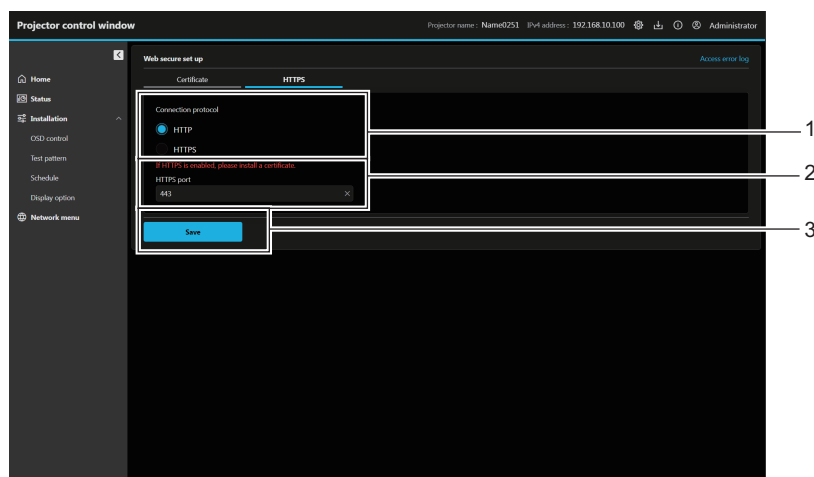 Projector control window
Projector name : Name0251 IPv4 address : 192.168.10.100 Administrator
Web secure set up
Access error log
Home
Status
Installation
OSD control
Test pattern
Schedule
Display option
Network menu
Certificate
HTTPS
Connection protocol
HTTP
HTTPS
If HTTPS is enabled, please install a certificate.
HTTPS port
443
Save
1
2
3